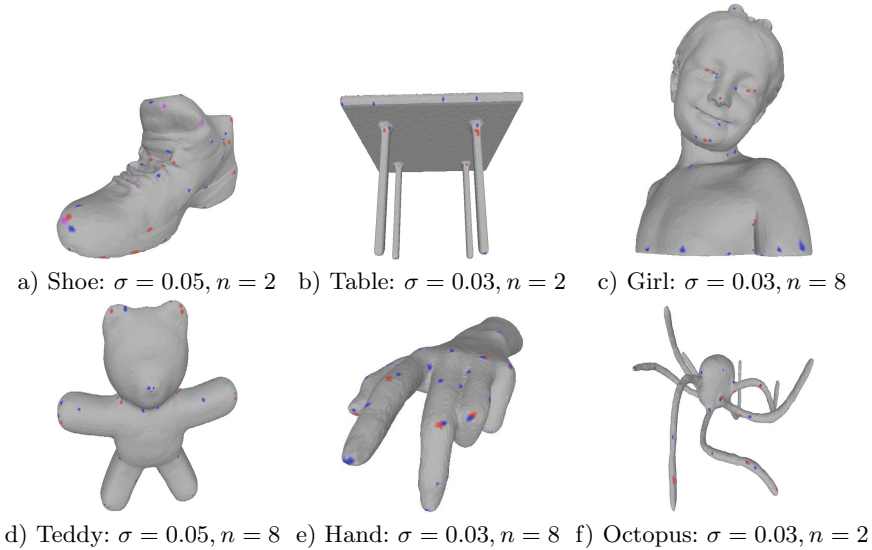 a) Shoe: σ = 0.05, n = 2 b) Table: σ = 0.03, n = 2 c) Girl: σ = 0.03, n = 8
d) Teddy: σ = 0.05, n = 8 e) Hand: σ = 0.03, n = 8 f) Octopus: σ = 0.03, n = 2